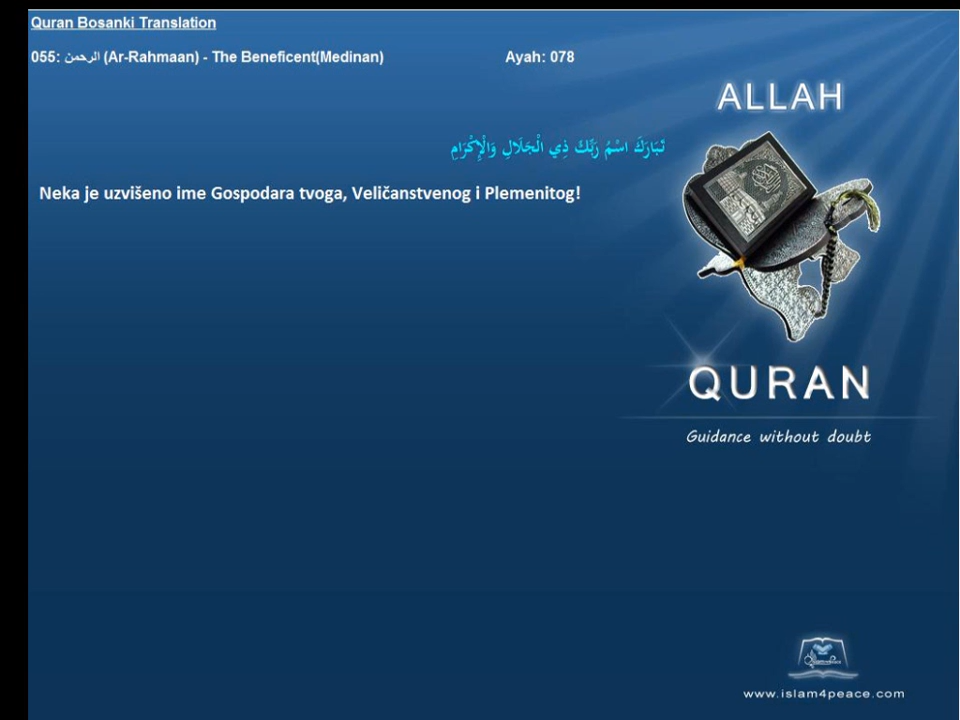 Quran Bosanki Translation
055: الرحمن (Ar-Rahmaan) - The Beneficent(Medinan) Ayah: 078
ALLAH
تَبَارَكَ اسْمُ رَبِّكَ ذِي الْجَلَالِ وَالْإِكْرَامِ
Neka je uzvišeno ime Gospodara tvoga, Veličanstvenog i Plemenitog!
QURAN
Guidance without doubt
www.islam4peace.com